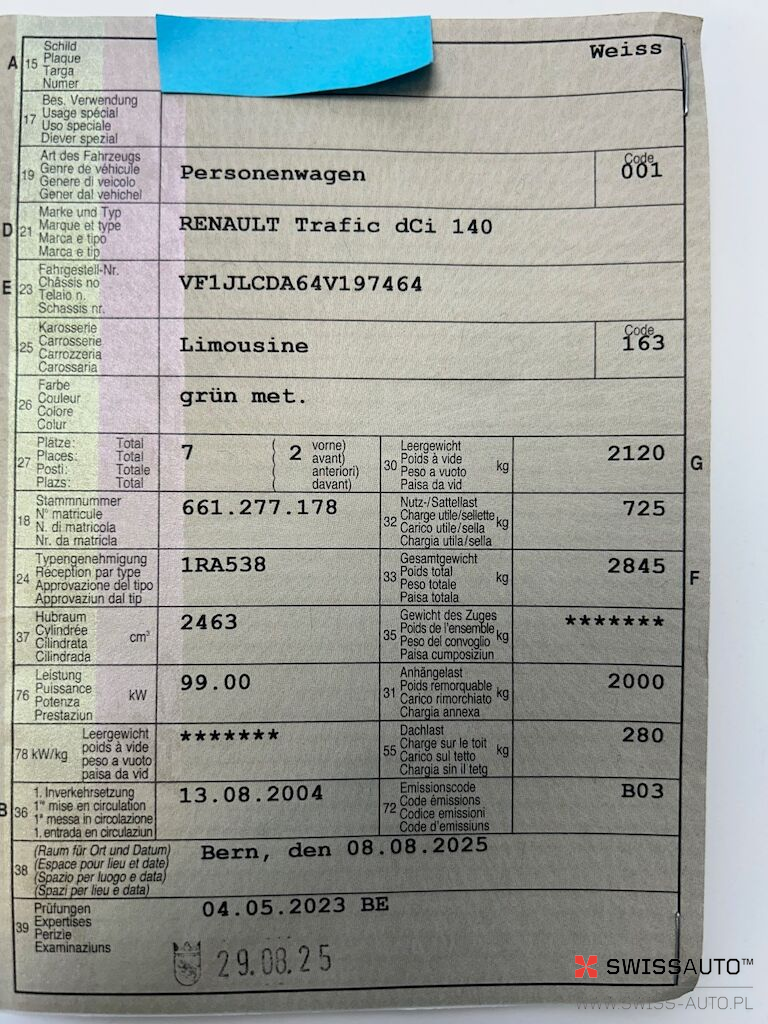 A 15 Schild
Plaque
Targa
Numer
Weiss
17 Bes. Verwendung
Usage spécial
Uso speciale
Diever spezial
19 Art des Fahrzeugs
Genre de véhicule
Genere di veicolo
Gener dal vehichel
Personenwagen
Code
001
D 21 Marke und Typ
Marque et type
Marca e tipo
Marca e tip
RENAULT Trafic dCi 140
E 23 Fahrgestell-Nr.
Châssis no
Telaio n.
Schassis nr.
VF1JLCDA64V197464
25 Karosserie
Carrosserie
Carrozzeria
Carossaria
Limousine
Code
163
26 Farbe
Couleur
Colore
Colur
grün met.
27 Plätze: Total
Places: Total
Posti: Totale
Plazs: Total
7 ( 2 vorne)
( avant)
( anteriori)
( davant)
30 Leergewicht
Poids à vide
Peso a vuoto kg
Paisa da vid
2120 G
18 Stammnummer
N° matricule
N. di matricola
Nr. da matricla
661.277.178
32 Nutz-/Sattellast
Charge utile/sellette kg
Carico utile/sella
Chargia utila/sella
725
24 Typengenehmigung
Réception par type
Approvazione del tipo
Approvaziun dal tip
1RA538
33 Gesamtgewicht
Poids total kg
Peso totale
Paisa totala
2845 F
37 Hubraum
Cylindrée
Cilindrata cm³
Cilindrada
2463
35 Gewicht des Zuges
Poids de l'ensemble kg
Peso del convoglio
Paisa cumposiziun
*******
76 Leistung
Puissance kW
Potenza
Prestaziun
99.00
31 Anhängelast
Poids remorquable kg
Carico rimorchiato
Chargia annexa
2000
78 kW/kg Leergewicht
poids à vide
peso a vuoto
paisa da vid
*******
55 Dachlast
Charge sur le toit kg
Carico sul tetto
Chargia sin il tetg
280
B 36 1. Inverkehrsetzung
1re mise en circulation
1a messa in circolazione
1. entrada en circulaziun
13.08.2004
72 Emissionscode
Code émissions
Codice emissioni
Code d'emissiuns
B03
38 (Raum für Ort und Datum)
(Espace pour lieu et date)
(Spazio per luogo e data)
(Spazi per lieu e data)
Bern, den 08.08.2025
39 Prüfungen
Expertises
Perizie
Examinaziuns
04.05.2023 BE
29.08.25
SWISSAUTO™
WWW.SWISS-AUTO.PL